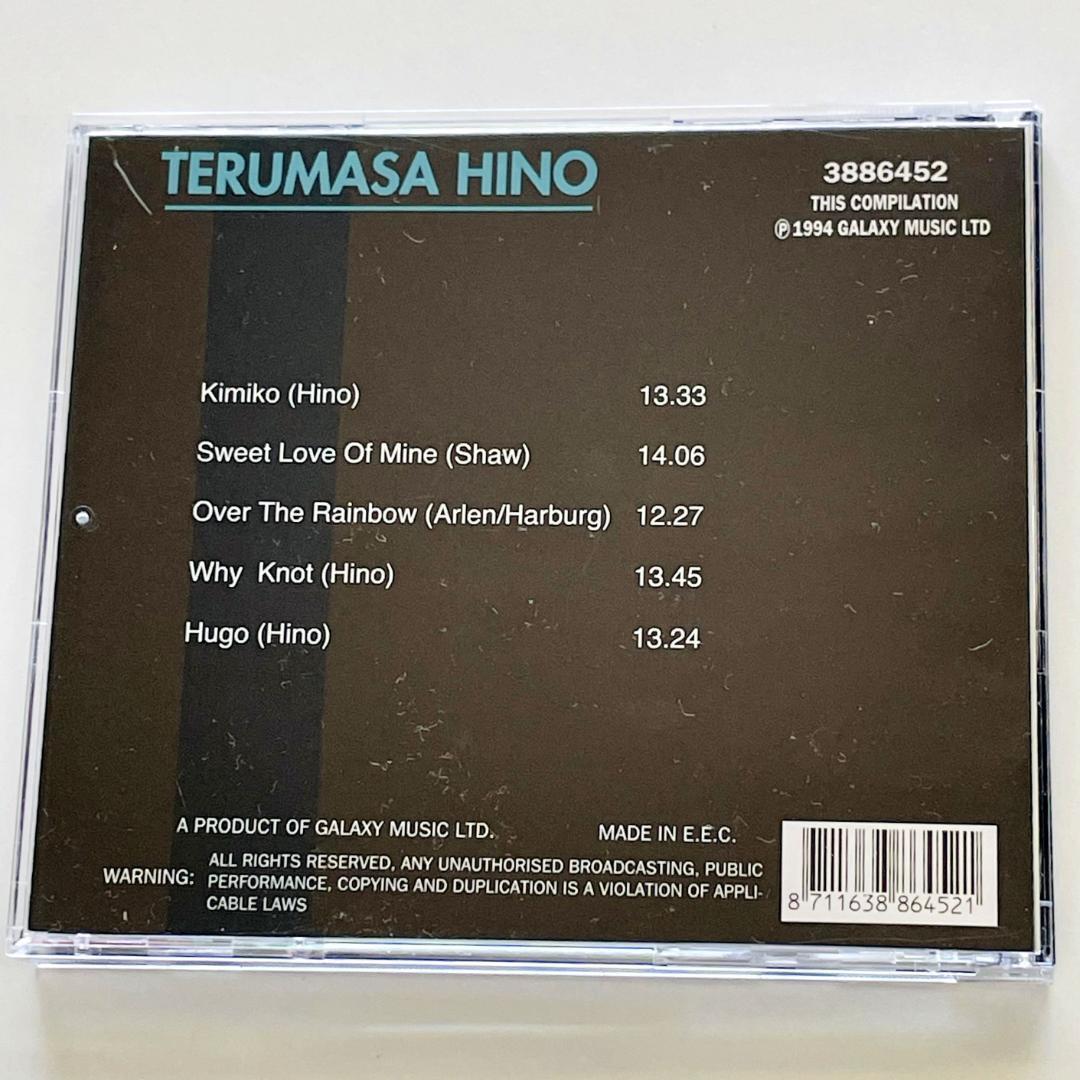 TERUMASA HINO
3886452
THIS COMPILATION
℗ 1994 GALAXY MUSIC LTD
Kimiko (Hino) 13.33
Sweet Love Of Mine (Shaw) 14.06
Over The Rainbow (Arlen/Harburg) 12.27
Why Knot (Hino) 13.45
Hugo (Hino) 13.24
A PRODUCT OF GALAXY MUSIC LTD. MADE IN E.E.C.
WARNING: ALL RIGHTS RESERVED, ANY UNAUTHORISED BROADCASTING, PUBLIC
PERFORMANCE, COPYING AND DUPLICATION IS A VIOLATION OF APPLI-
CABLE LAWS
8 711638 864521